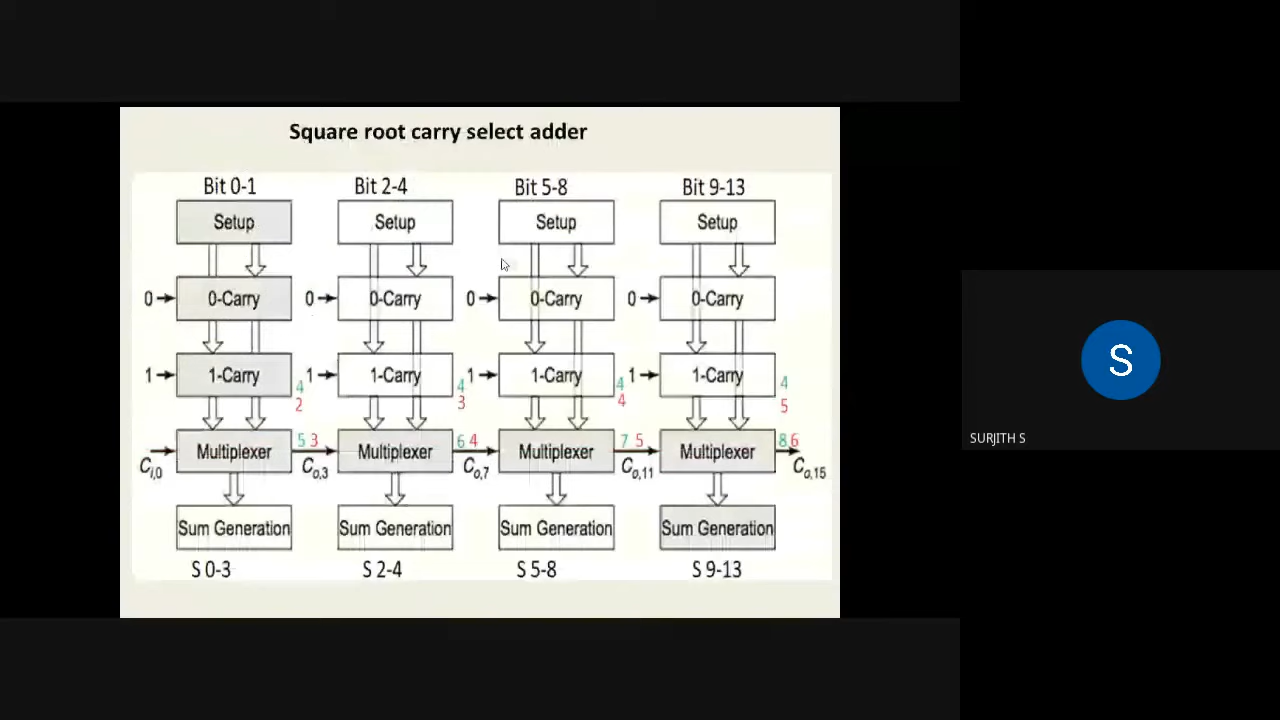 Square root carry select adder
Bit 0-1 Bit 2-4 Bit 5-8 Bit 9-13
Setup Setup Setup Setup
0 0-Carry 0 0-Carry 0 0-Carry 0 0-Carry
1 1-Carry 1 1-Carry 1 1-Carry 1 1-Carry
4 4 4 4
2 3 4 5
Multiplexer 5 3 Multiplexer 6 4 Multiplexer 7 5 Multiplexer 8 6
Ci,0 Co,3 Co,7 Co,11 Co,15
Sum Generation Sum Generation Sum Generation Sum Generation
S 0-3 S 2-4 S 5-8 S 9-13
S
SURJITH S